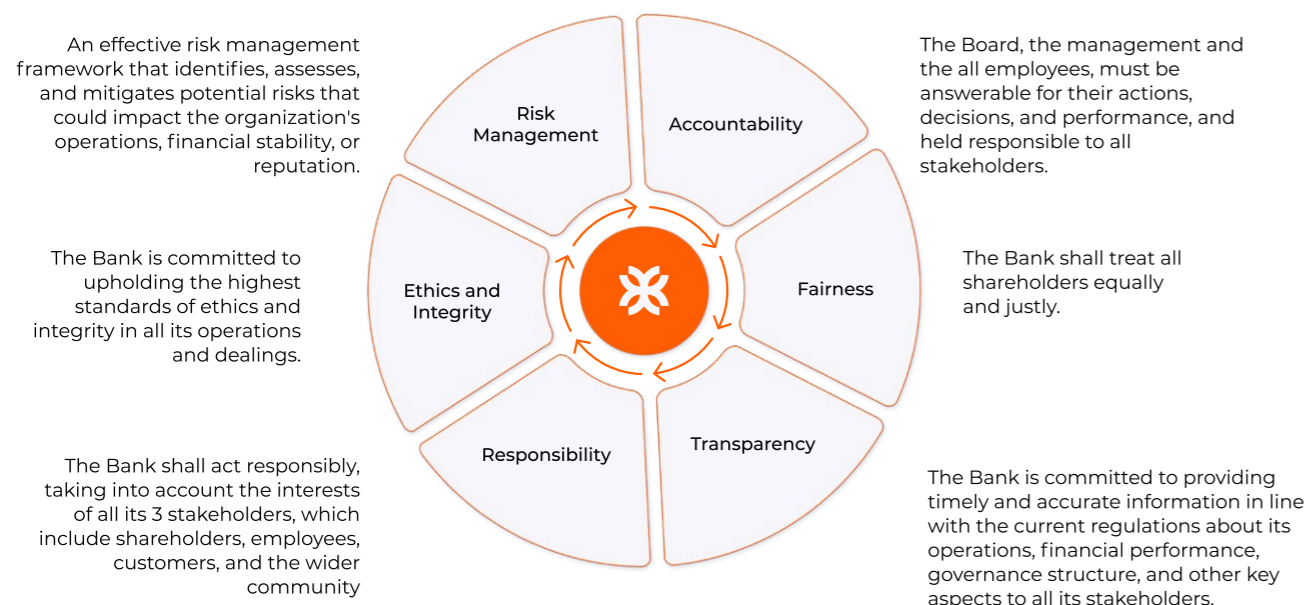 An effective risk management
framework that identifies, assesses,
and mitigates potential risks that
could impact the organization's
operations, financial stability, or
reputation.
Risk
Management
Accountability
The Board, the management and
the all employees, must be
answerable for their actions,
decisions, and performance, and
held responsible to all
stakeholders.
The Bank is committed to
upholding the highest
standards of ethics and
integrity in all its operations
and dealings.
Ethics and
Integrity
Fairness
The Bank shall treat all
shareholders equally
and justly.
The Bank shall act responsibly,
taking into account the interests
of all its 3 stakeholders, which
include shareholders, employees,
customers, and the wider
community
Responsibility
Transparency
The Bank is committed to providing
timely and accurate information in line
with the current regulations about its
operations, financial performance,
governance structure, and other key
aspects to all its stakeholders.